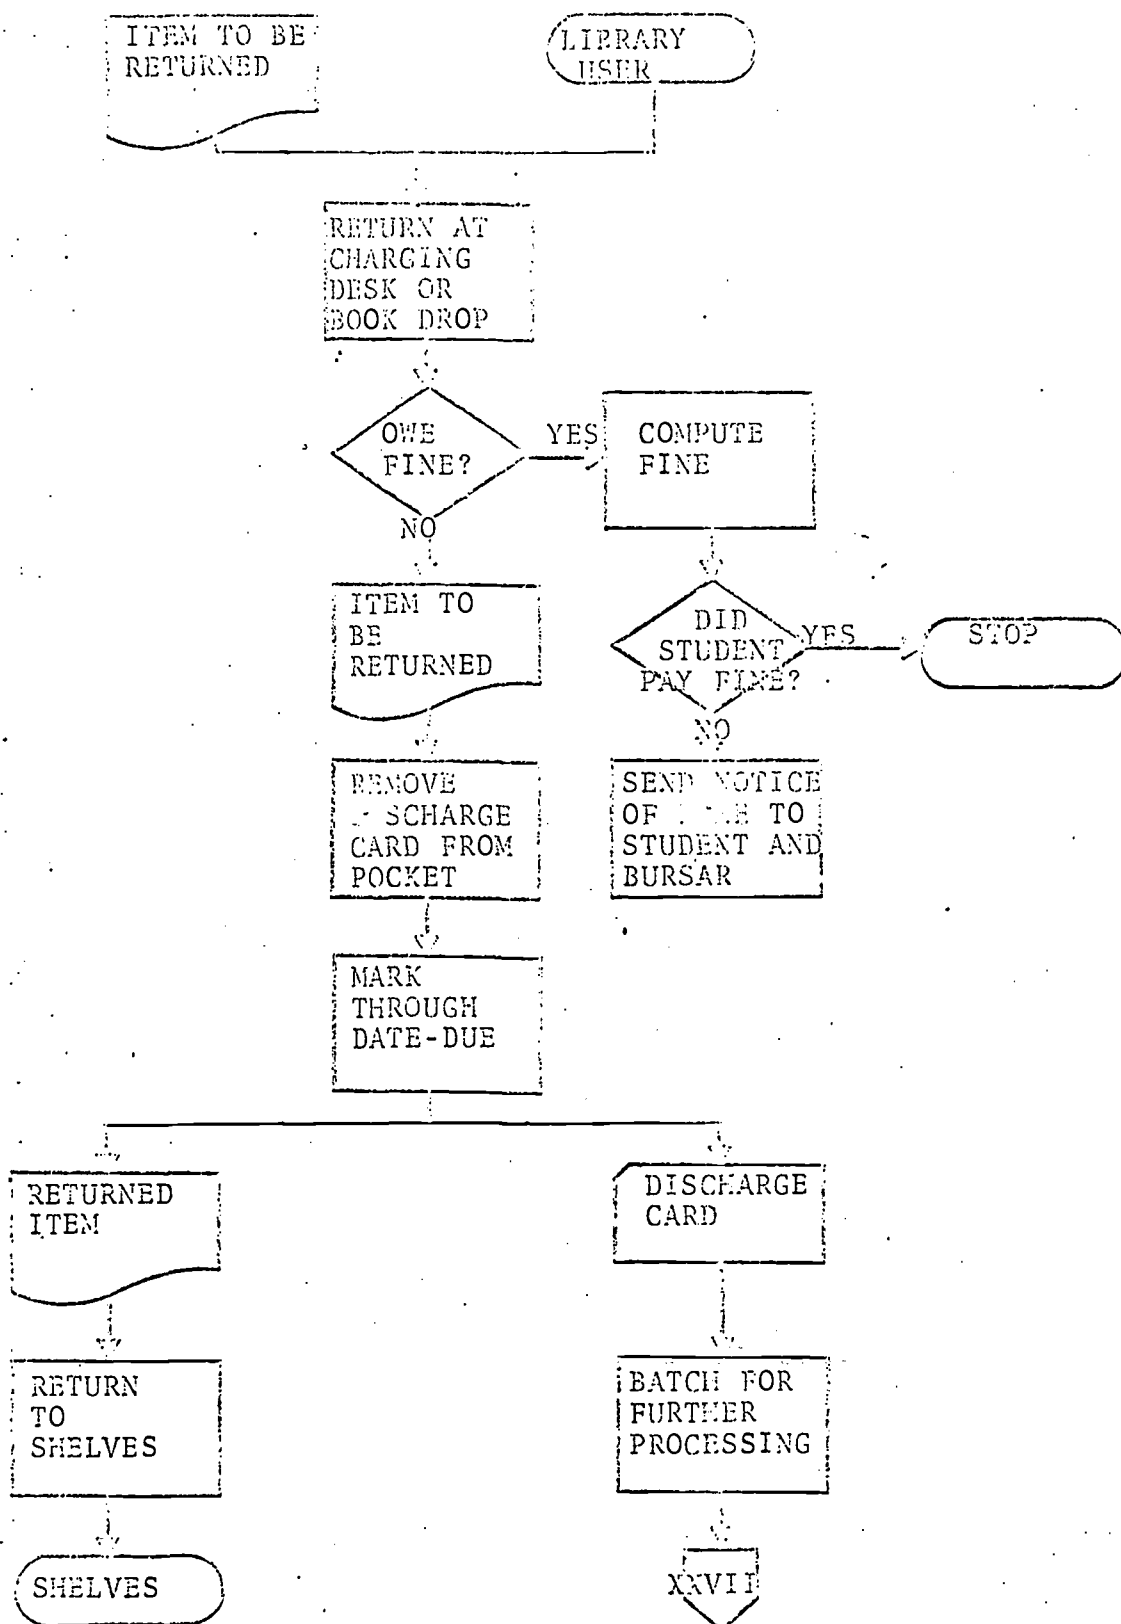 ITEM TO BE
RETURNED
LIBRARY
USER
RETURN AT
CHARGING
DESK OR
BOOK DROP
OWE
FINE?
YES
COMPUTE
FINE
NO
ITEM TO
BE
RETURNED
DID
STUDENT
PAY FINE?
YES
STOP
NO
REMOVE
CARD FROM
POCKET
SEND NOTICE
OF TO
STUDENT AND
BURSAR
MARK
THROUGH
DATE-DUE
RETURNED
ITEM
DISCHARGE
CARD
RETURN
TO
SHELVES
BATCH FOR
FURTHER
PROCESSING
SHELVES
XXVII